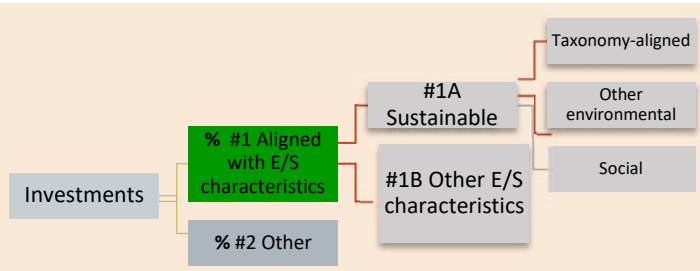 Investments
% #1 Aligned
with E/S
characteristics
% #2 Other
#1A
Sustainable
#1B Other E/S
characteristics
Taxonomy-aligned
Other
environmental
Social